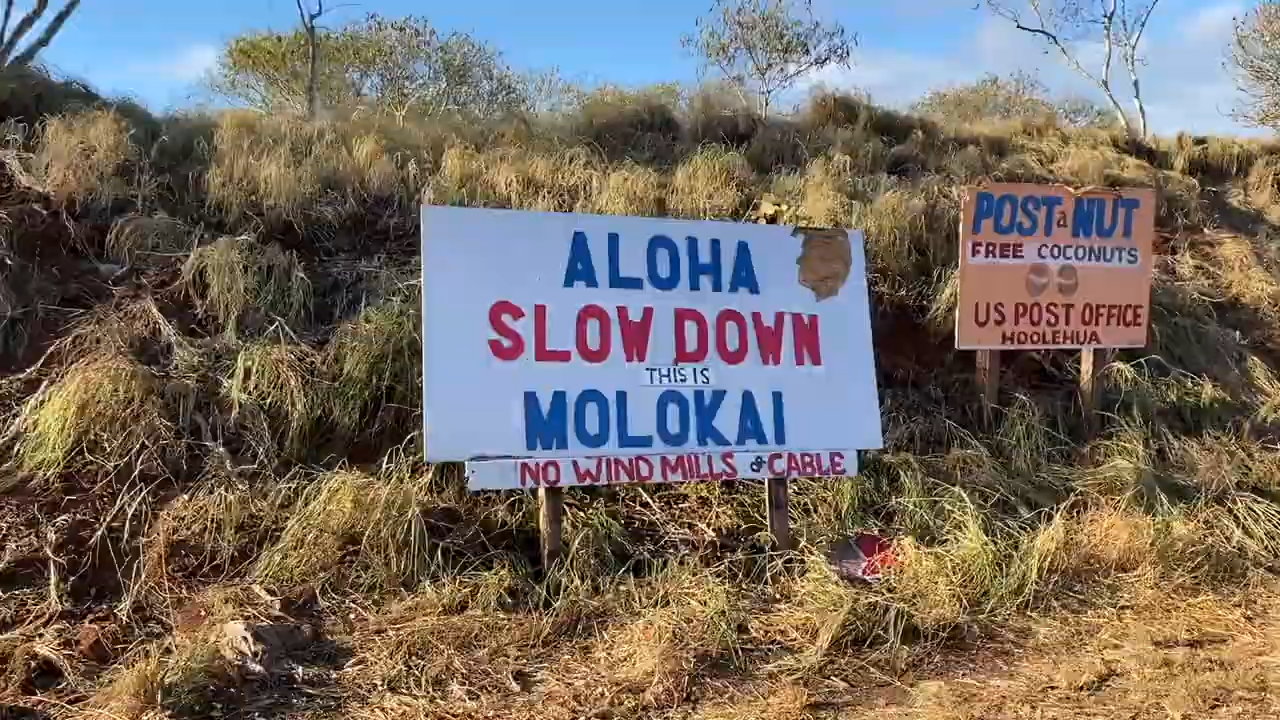 ALOHA
SLOW DOWN
THIS IS
MOLOKAI
NO WIND MILLS & CABLE
POST a NUT
FREE COCONUTS
US POST OFFICE
HOOLEHUA